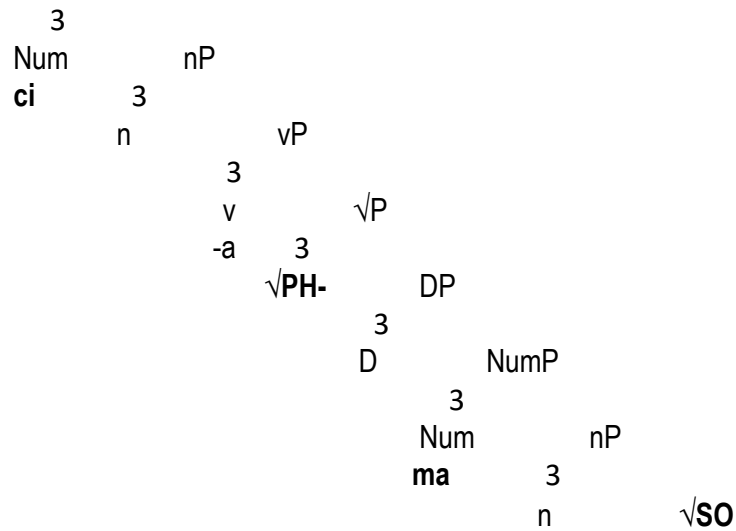 3
Num nP
ci 3
n vP
3
v √P
-a 3
√PH- DP
3
D NumP
3
Num nP
ma 3
n √SO